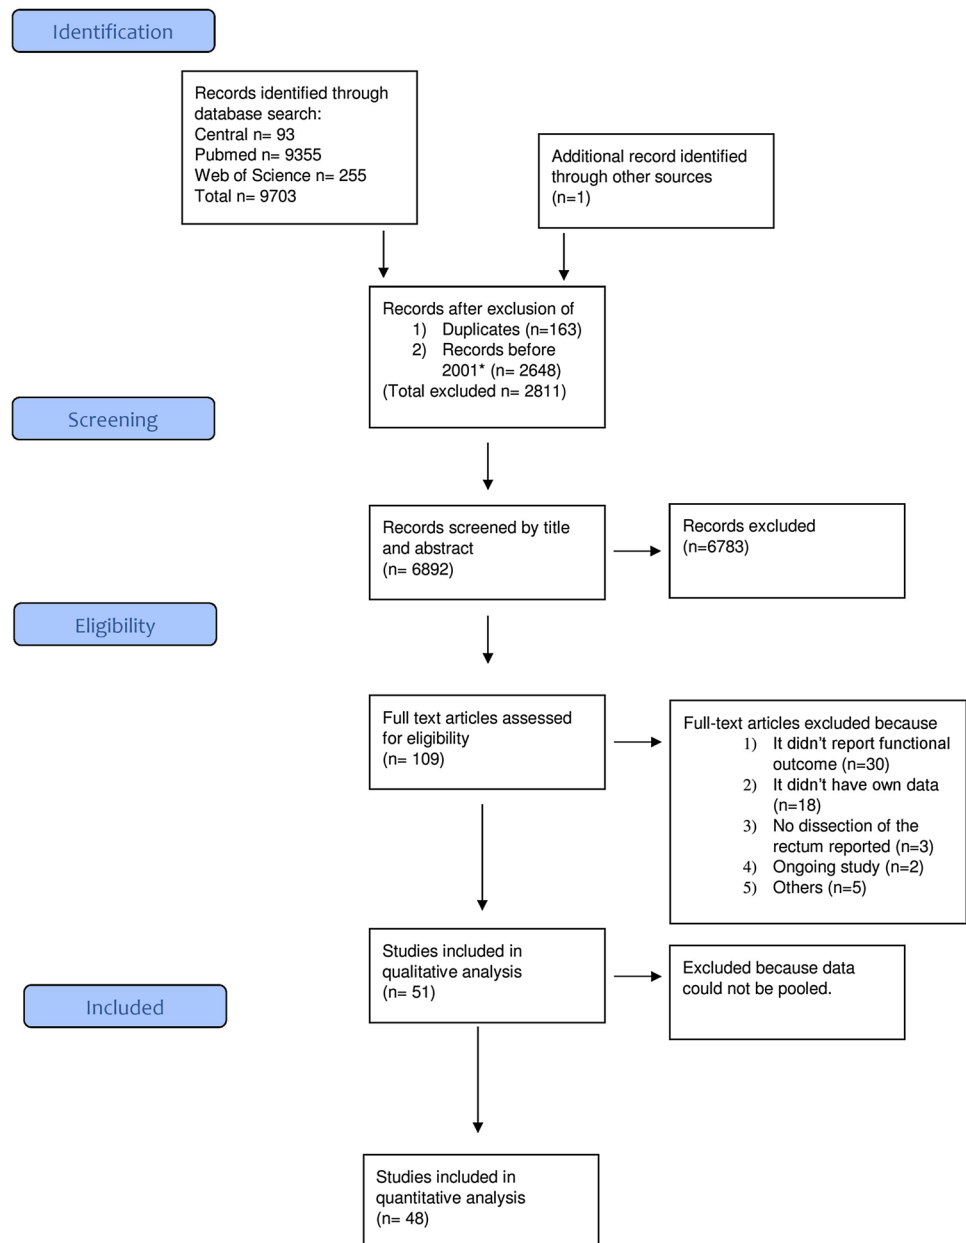 Identification
Records identified through
database search:
Central n= 93
Pubmed n= 9355
Web of Science n= 255
Total n= 9703
Additional record identified
through other sources
(n=1)
Records after exclusion of
1) Duplicates (n=163)
2) Records before
2001* (n= 2648)
(Total excluded n= 2811)
Screening
Records screened by title
and abstract
(n= 6892)
Records excluded
(n=6783)
Eligibility
Full text articles assessed
for eligibility
(n= 109)
Full-text articles excluded because
1) It didn’t report functional
outcome (n=30)
2) It didn’t have own data
(n=18)
3) No dissection of the
rectum reported (n=3)
4) Ongoing study (n=2)
5) Others (n=5)
Studies included in
qualitative analysis
(n= 51)
Excluded because data
could not be pooled.
Included
Studies included in
quantitative analysis
(n= 48)